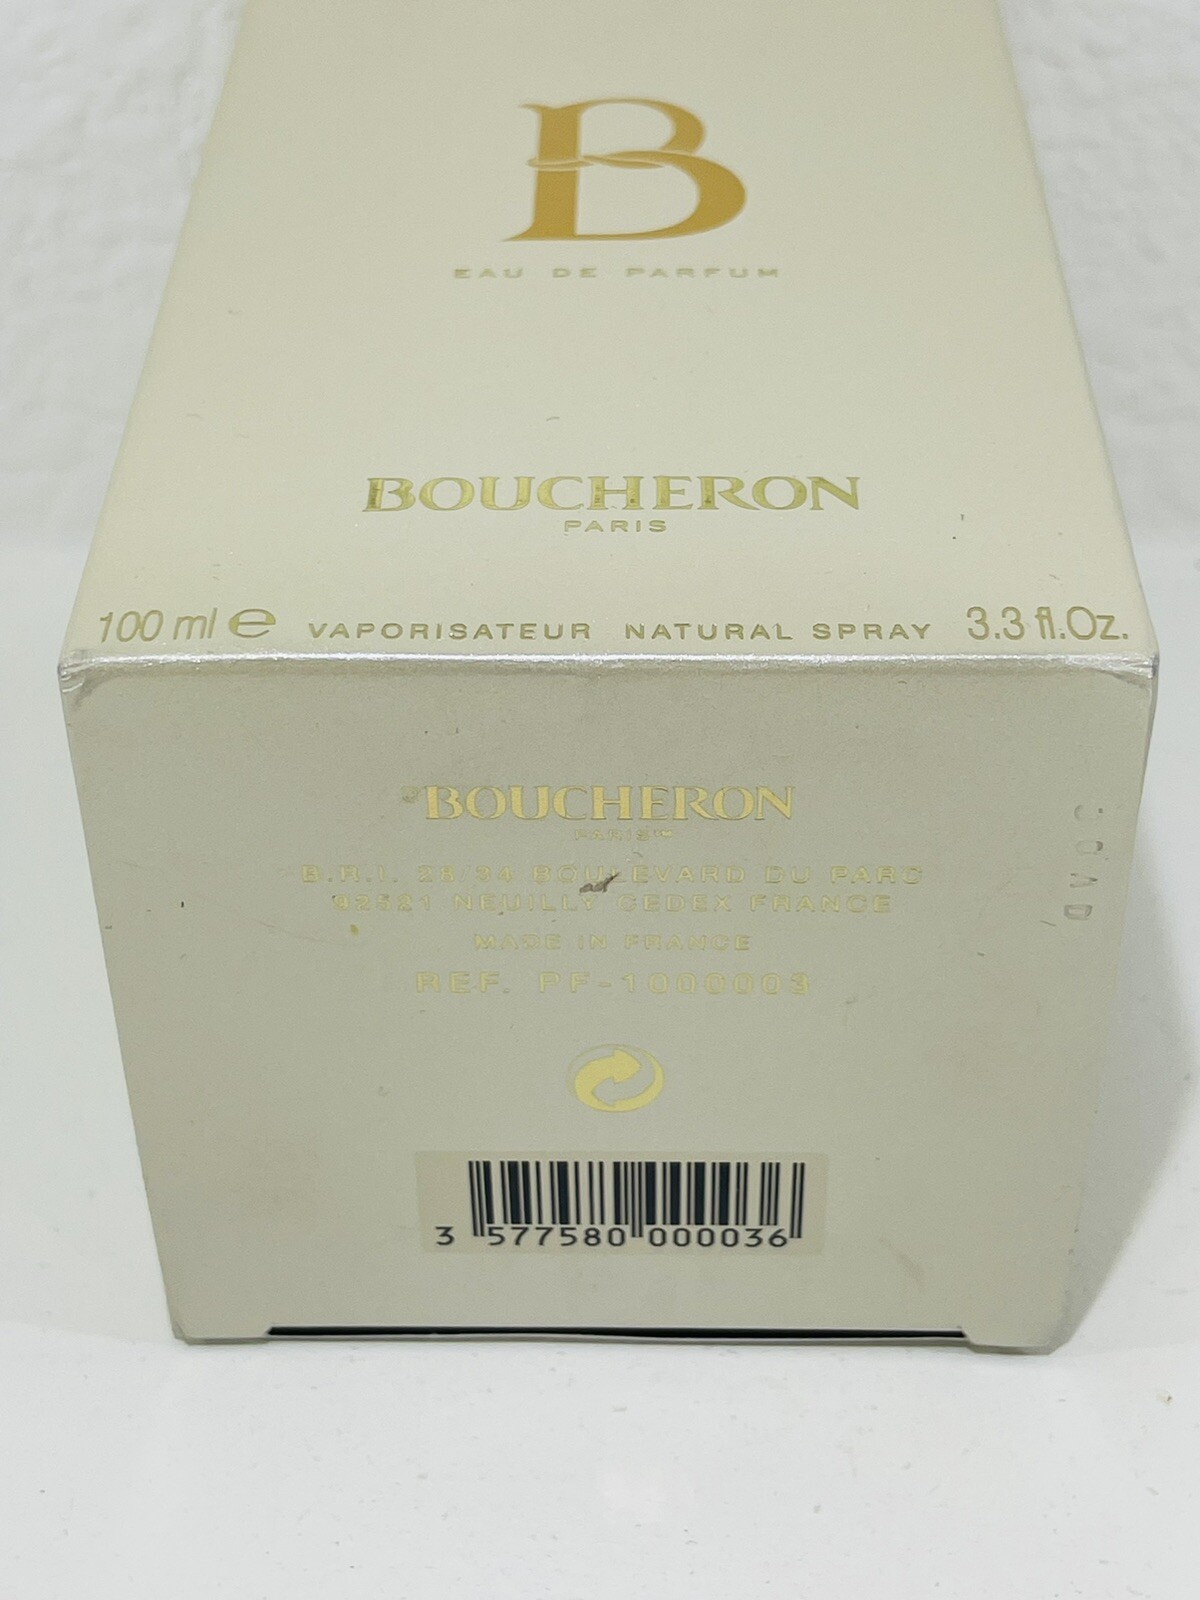 B
EAU DE PARFUM
BOUCHERON
PARIS
100 ml ℮ VAPORISATEUR NATURAL SPRAY 3.3 fl.Oz.
BOUCHERON
PARIS™
B.R.I. 28/34 BOULEVARD DU PARC
92521 NEUILLY CEDEX FRANCE
MADE IN FRANCE
REF. PF-1000003
3 577580 000036